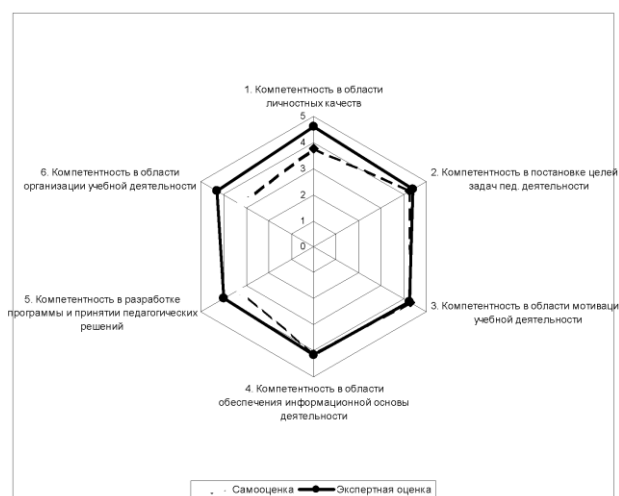 1. Компетентность в области
личностных качеств
5
4
3
2
1
0
2. Компетентность в постановке целей
задач пед. деятельности
3. Компетентность в области мотиваци
учебной деятельности
4. Компетентность в области
обеспечения информационной основы
деятельности
5. Компетентность в разработке
программы и принятии педагогических
решений
6. Компетентность в области
организации учебной деятельности
Самооценка
Экспертная оценка